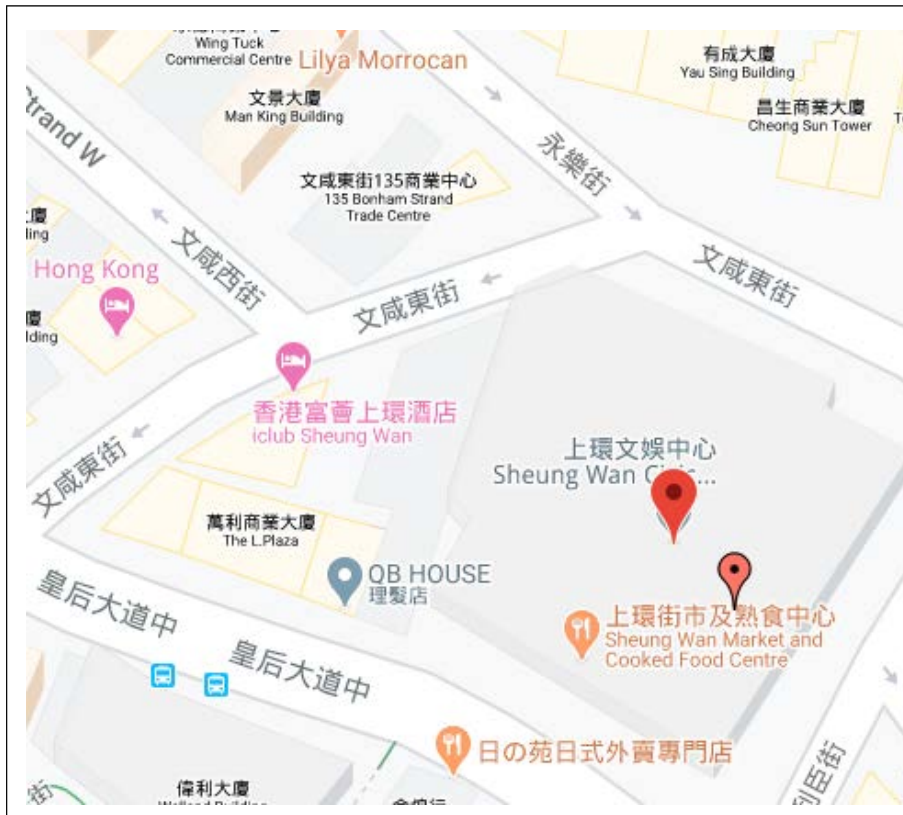 Wing Tuck
Commercial Centre
Lilya Morrocan
有成大廈
Yau Sing Building
文景大廈
Man King Building
昌生商業大廈
Cheong Sun Tower
Strand W
永樂街
文咸東街135商業中心
135 Bonham Strand
Trade Centre
文咸西街
文咸東街
Hong Kong
文咸東街
香港富薈上環酒店
iclub Sheung Wan
上環文娛中心
Sheung Wan Civic...
文咸東街
萬利商業大廈
The L.Plaza
QB HOUSE
理髮店
皇后大道中
上環街市及熟食中心
Sheung Wan Market and
Cooked Food Centre
皇后大道中
日の苑日式外賣專門店
利臣街
偉利大廈
街